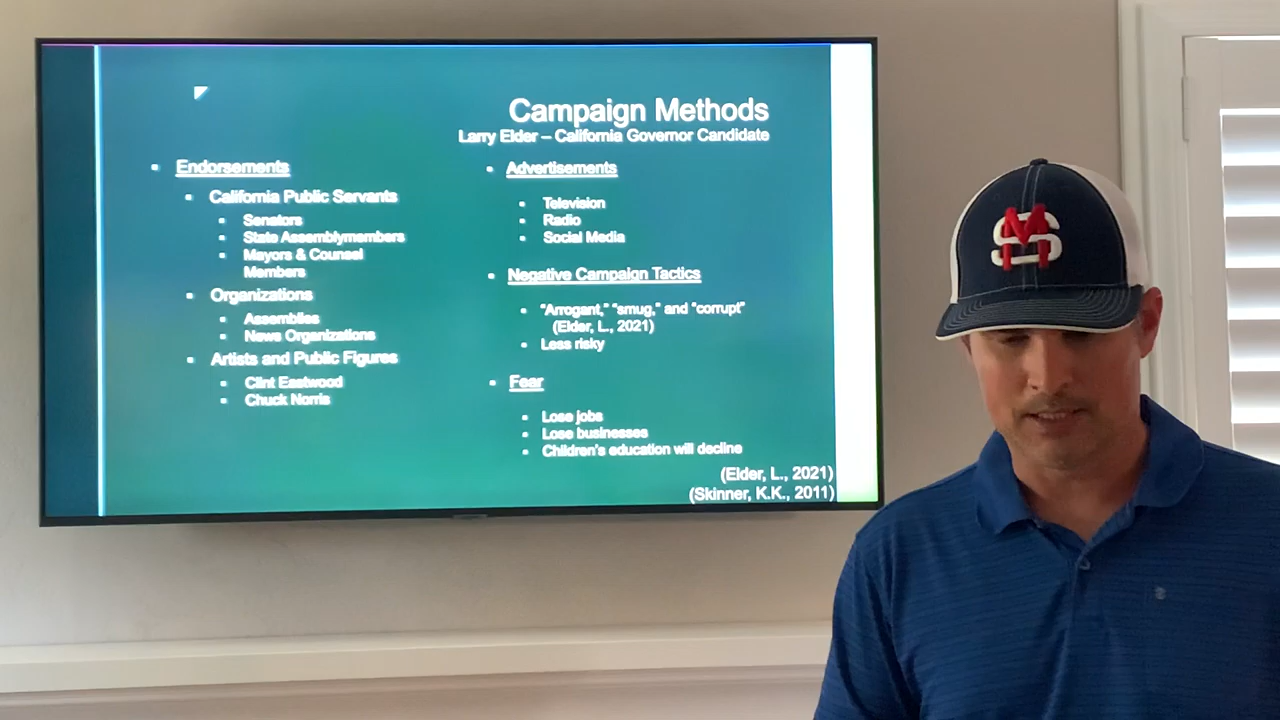 Campaign Methods
Larry Elder – California Governor Candidate
Endorsements
California Public Servants
Senators
State Assemblymembers
Mayors & Counsel
Members
Organizations
Assemblies
News Organizations
Artists and Public Figures
Clint Eastwood
Chuck Norris
Advertisements
Television
Radio
Social Media
Negative Campaign Tactics
“Arrogant,” “smug,” and “corrupt”
(Elder, L., 2021)
Less risky
Fear
Lose jobs
Lose businesses
Children’s education will decline
(Elder, L., 2021)
(Skinner, K.K., 2011)
SM